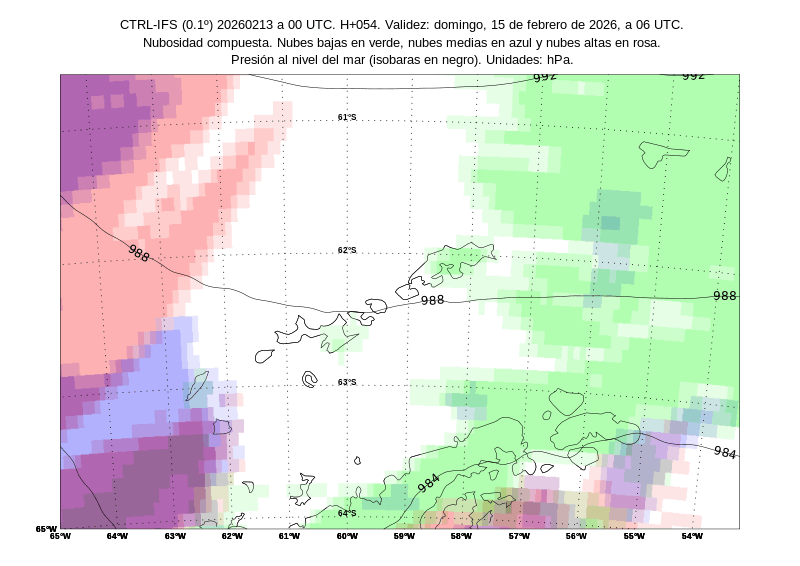 CTRL-IFS (0.1º) 20260213 a 00 UTC. H+054. Validez: domingo, 15 de febrero de 2026, a 06 UTC.
Nubosidad compuesta. Nubes bajas en verde, nubes medias en azul y nubes altas en rosa.
Presión al nivel del mar (isobaras en negro). Unidades: hPa.
992 992
61°S
988
62°S
988 988
63°S
984
984
64°S
65°W
65°W 64°W 63°W 62°W 61°W 60°W 59°W 58°W 57°W 56°W 55°W 54°W